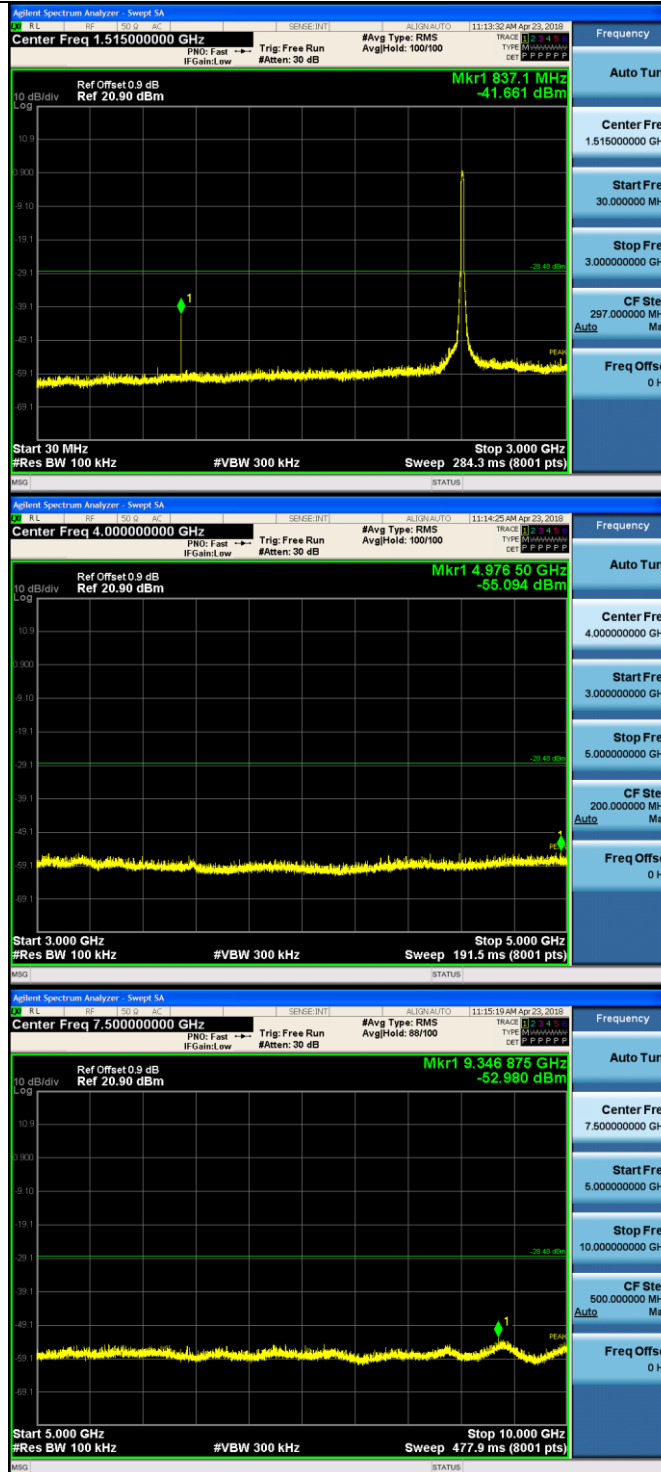 Agilent Spectrum Analyzer - Swept SA
RL RF 50 Ω AC SENSE:INT ALIGNAUTO 11:13:32 AM Apr 23, 2018
Center Freq 1.515000000 GHz
PNO: Fast
IFGain:Low
Trig: Free Run
#Atten: 30 dB
#Avg Type: RMS
Avg|Hold: 100/100
TRACE 1 2 3 4 5 6
TYPE M
DET P P P P P P
Ref Offset 0.9 dB
Ref 20.90 dBm
10 dB/div
Log
Mkr1 837.1 MHz
-41.661 dBm
10.9
0.900
-9.10
-19.1
-29.1
-39.1
-49.1
-59.1
-69.1
-28.48 dBm
1
PEAK
Start 30 MHz
Stop 3.000 GHz
#Res BW 100 kHz
#VBW 300 kHz
Sweep 284.3 ms (8001 pts)
MSG STATUS
Frequency
Auto Tun
Center Fre
1.515000000 GH
Start Fre
30.000000 MH
Stop Fre
3.000000000 GH
CF Ste
297.000000 MH
Auto Ma
Freq Offse
0 H
Agilent Spectrum Analyzer - Swept SA
RL RF 50 Ω AC SENSE:INT ALIGNAUTO 11:14:25 AM Apr 23, 2018
Center Freq 4.000000000 GHz
PNO: Fast
IFGain:Low
Trig: Free Run
#Atten: 30 dB
#Avg Type: RMS
Avg|Hold: 100/100
TRACE 1 2 3 4 5 6
TYPE M
DET P P P P P P
Ref Offset 0.9 dB
Ref 20.90 dBm
10 dB/div
Log
Mkr1 4.976 50 GHz
-55.094 dBm
10.9
0.900
-9.10
-19.1
-29.1
-39.1
-49.1
-59.1
-69.1
-28.48 dBm
1
Start 3.000 GHz
Stop 5.000 GHz
#Res BW 100 kHz
#VBW 300 kHz
Sweep 191.5 ms (8001 pts)
MSG STATUS
Frequency
Auto Tun
Center Fre
4.000000000 GH
Start Fre
3.000000000 GH
Stop Fre
5.000000000 GH
CF Ste
200.000000 MH
Auto Ma
Freq Offse
0 H
Agilent Spectrum Analyzer - Swept SA
RL RF 50 Ω AC SENSE:INT ALIGNAUTO 11:15:19 AM Apr 23, 2018
Center Freq 7.500000000 GHz
PNO: Fast
IFGain:Low
Trig: Free Run
#Atten: 30 dB
#Avg Type: RMS
Avg|Hold: 88/100
TRACE 1 2 3 4 5 6
TYPE M
DET P P P P P P
Ref Offset 0.9 dB
Ref 20.90 dBm
10 dB/div
Log
Mkr1 9.346 875 GHz
-52.980 dBm
10.9
0.900
-9.10
-19.1
-29.1
-39.1
-49.1
-59.1
-69.1
-28.48 dBm
1
PEAK
Start 5.000 GHz
Stop 10.000 GHz
#Res BW 100 kHz
#VBW 300 kHz
Sweep 477.9 ms (8001 pts)
MSG STATUS
Frequency
Auto Tun
Center Fre
7.500000000 GH
Start Fre
5.000000000 GH
Stop Fre
10.000000000 GH
CF Ste
500.000000 MH
Auto Ma
Freq Offse
0 H